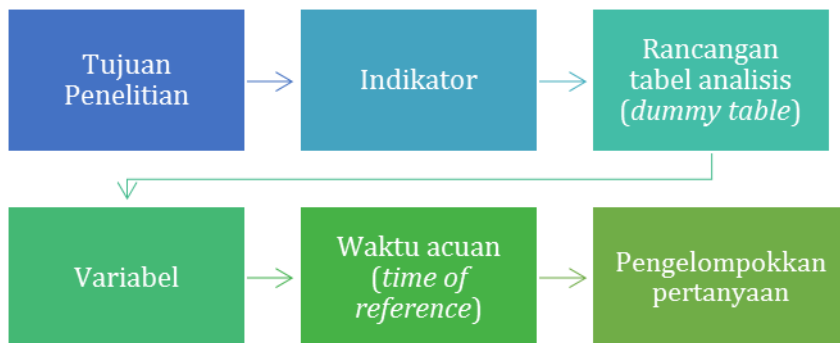 Tujuan
Penelitian
Indikator
Rancangan
tabel analisis
(dummy table)
Variabel
Waktu acuan
(time of
reference)
Pengelompokkan
pertanyaan